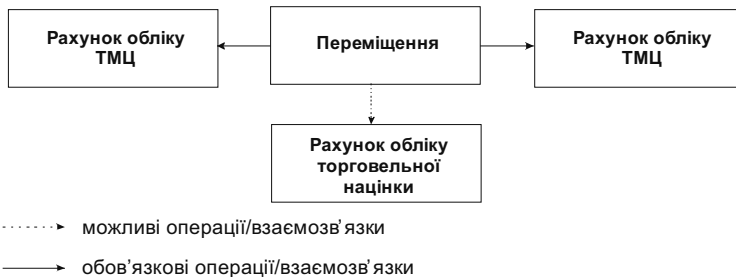 Рахунок обліку
ТМЦ
Переміщення
Рахунок обліку
ТМЦ
Рахунок обліку
торговельної
націнки
можливі операції/взаємозв'язки
обов'язкові операції/взаємозв'язки